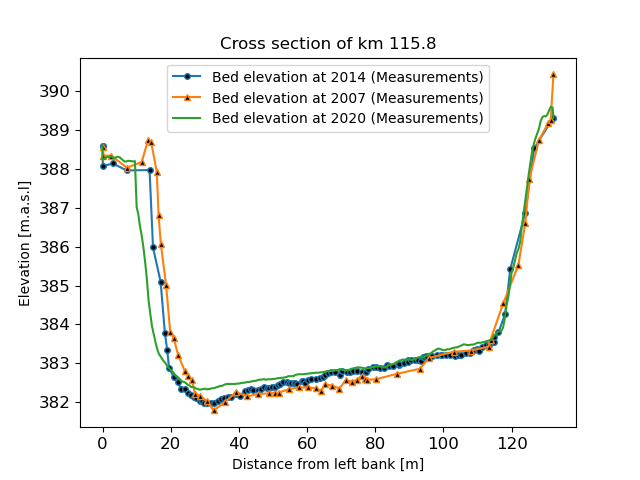 Cross section of km 115.8
Bed elevation at 2014 (Measurements)
Bed elevation at 2007 (Measurements)
Bed elevation at 2020 (Measurements)
390
389
388
387
386
385
384
383
382
Elevation [m.a.s.l]
0 20 40 60 80 100 120
Distance from left bank [m]